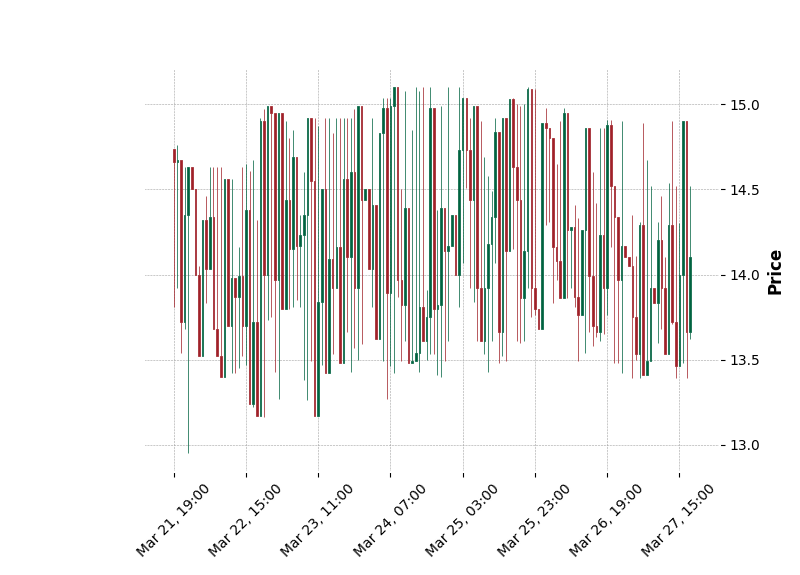 15.0
14.5
14.0
13.5
13.0
Price
Mar 21, 19:00
Mar 22, 15:00
Mar 23, 11:00
Mar 24, 07:00
Mar 25, 03:00
Mar 25, 23:00
Mar 26, 19:00
Mar 27, 15:00